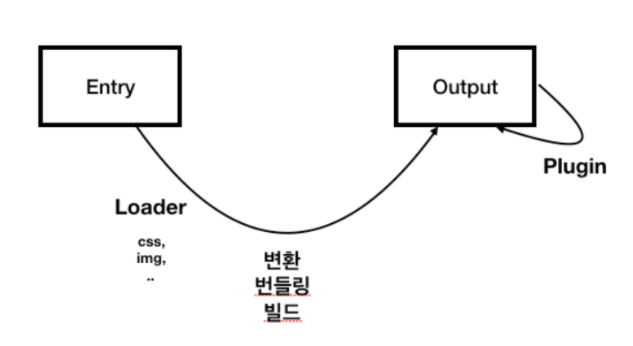 Entry
Output
Plugin
Loader
css,
img,
..
변환
번들링
빌드